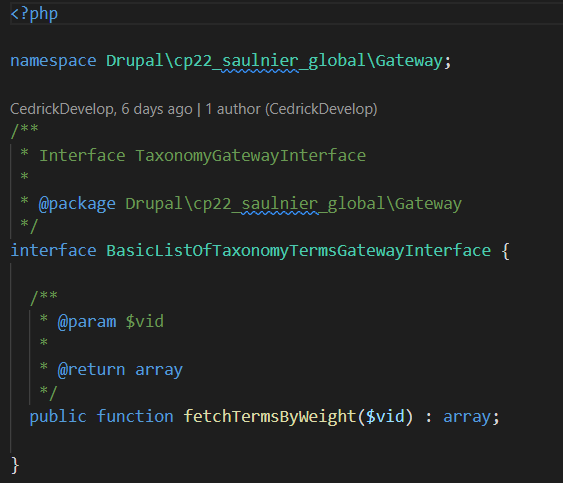 <?php
namespace Drupal\cp22_saulnier_global\Gateway;
CedrickDevelop, 6 days ago | 1 author (CedrickDevelop)
/**
 * Interface TaxonomyGatewayInterface
 *
 * @package Drupal\cp22_saulnier_global\Gateway
 */
interface BasicListOfTaxonomyTermsGatewayInterface {
  /**
   * @param $vid
   *
   * @return array
   */
  public function fetchTermsByWeight($vid) : array;
}